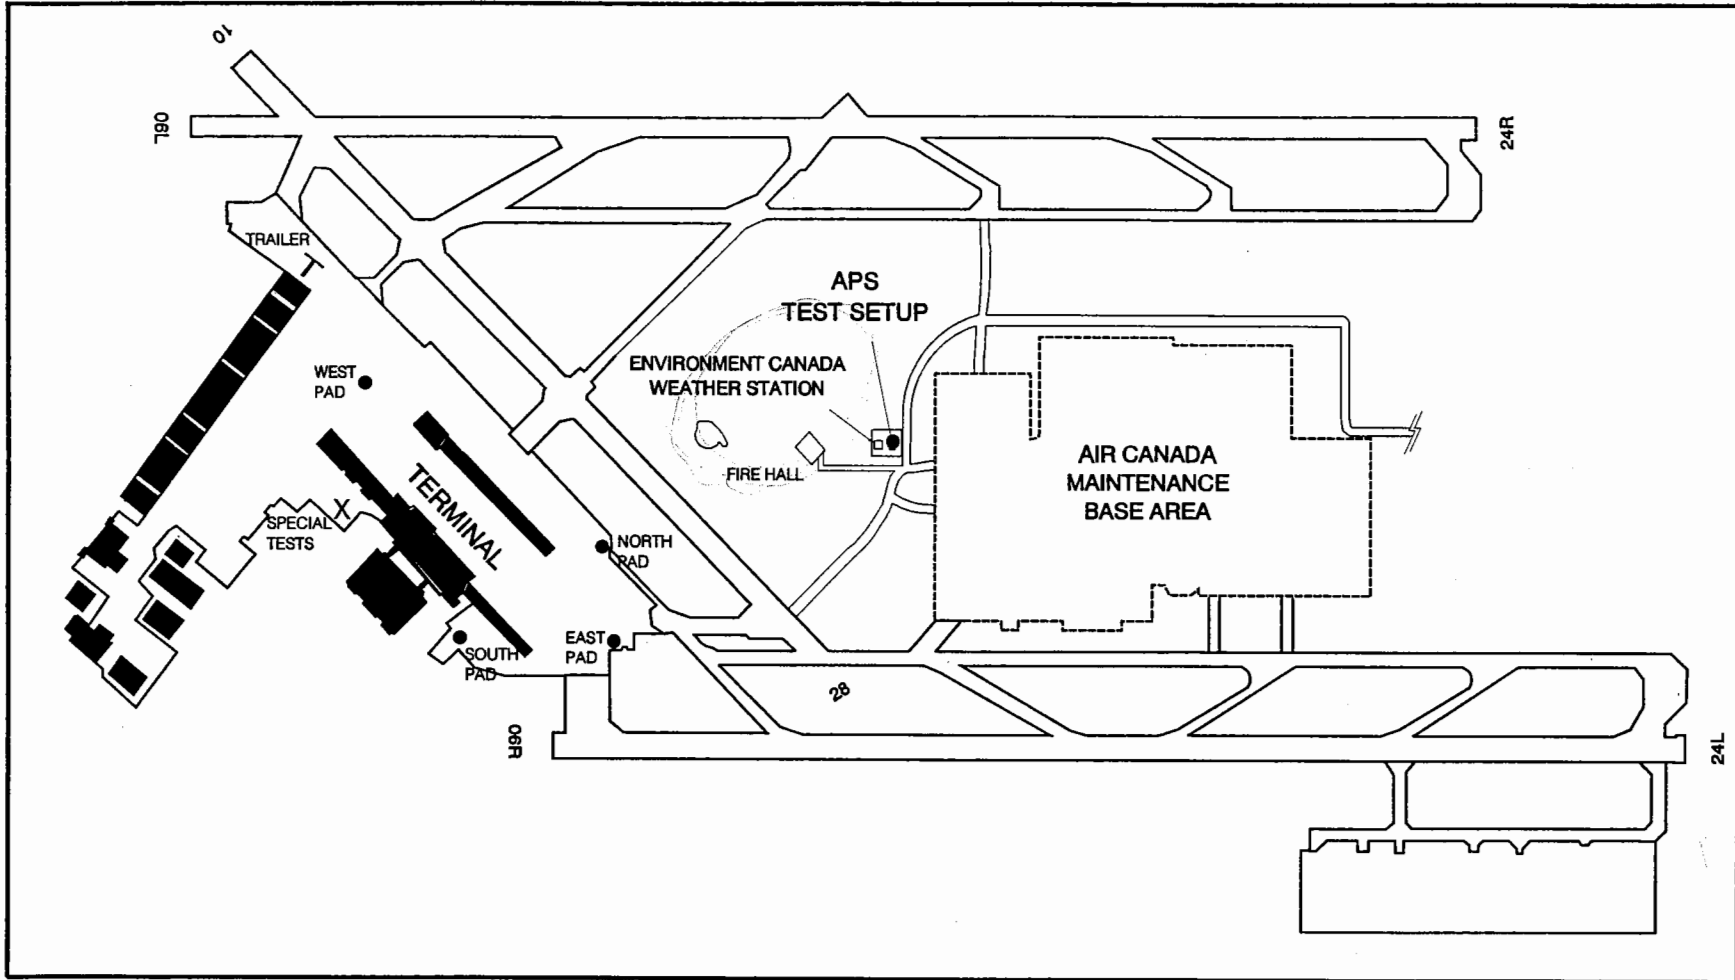 10
06L
24R
TRAILER
T
APS
TEST SETUP
ENVIRONMENT CANADA
WEATHER STATION
WEST
PAD
TERMINAL
FIRE HALL
AIR CANADA
MAINTENANCE
BASE AREA
X
SPECIAL
TESTS
NORTH
PAD
EAST
PAD
SOUTH
PAD
28
06R
24L